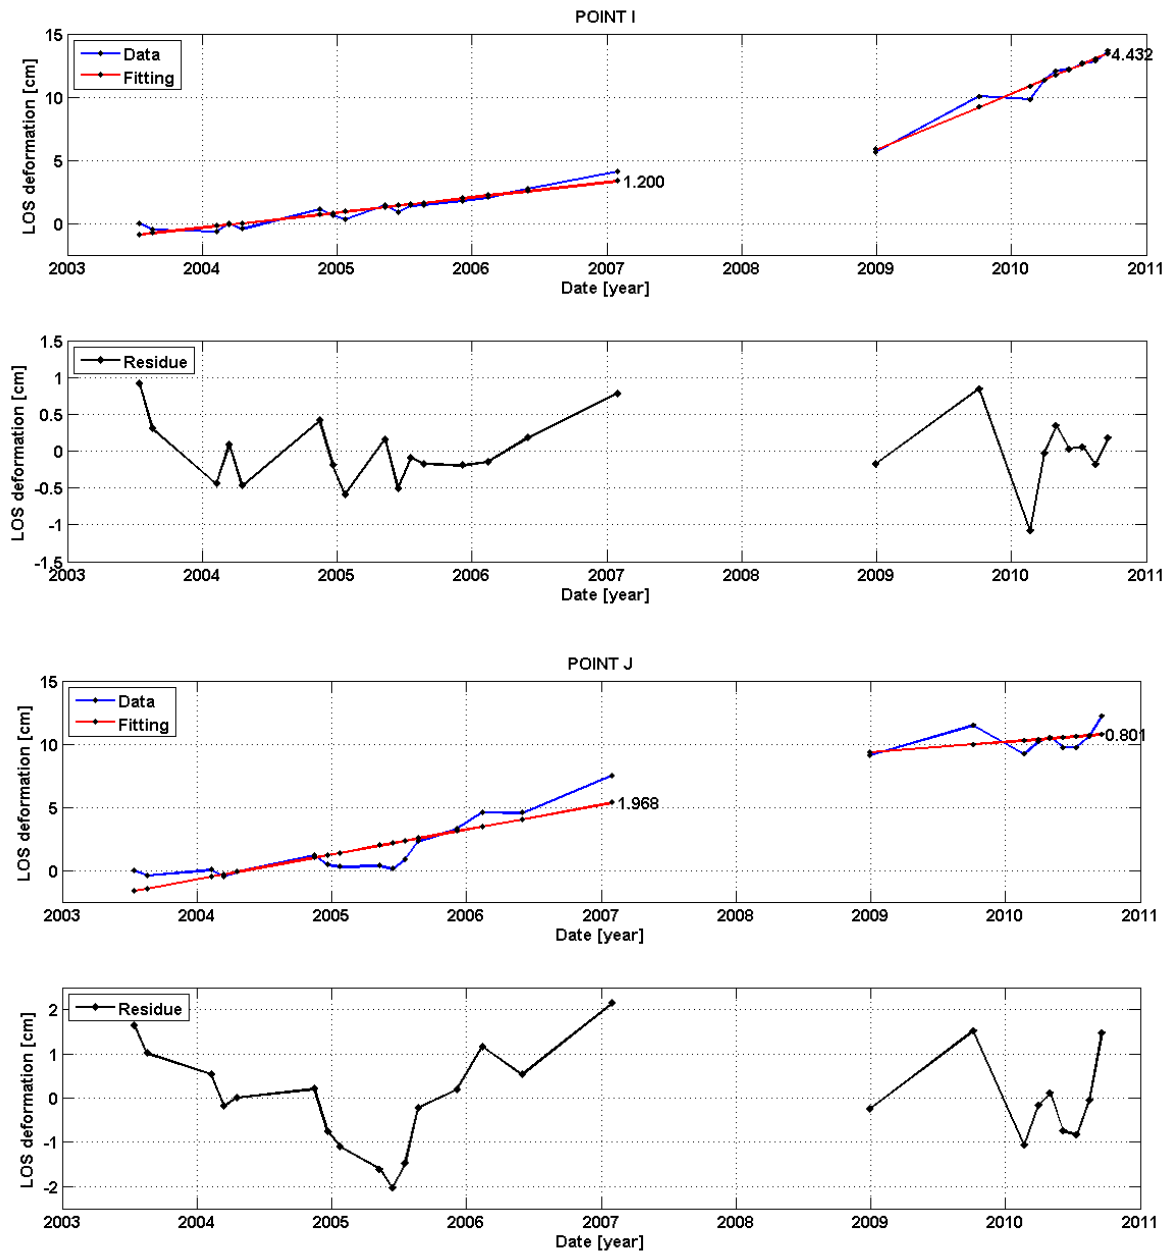 POINT I
LOS deformation [cm]
15
10
5
0
Data
Fitting
1.200
4.432
2003 2004 2005 2006 2007 2008 2009 2010 2011
Date [year]
LOS deformation [cm]
1.5
1
0.5
0
-0.5
-1
-1.5
Residue
2003 2004 2005 2006 2007 2008 2009 2010 2011
Date [year]
POINT J
LOS deformation [cm]
15
10
5
0
Data
Fitting
1.968
0.801
2003 2004 2005 2006 2007 2008 2009 2010 2011
Date [year]
LOS deformation [cm]
2
1
0
-1
-2
Residue
2003 2004 2005 2006 2007 2008 2009 2010 2011
Date [year]